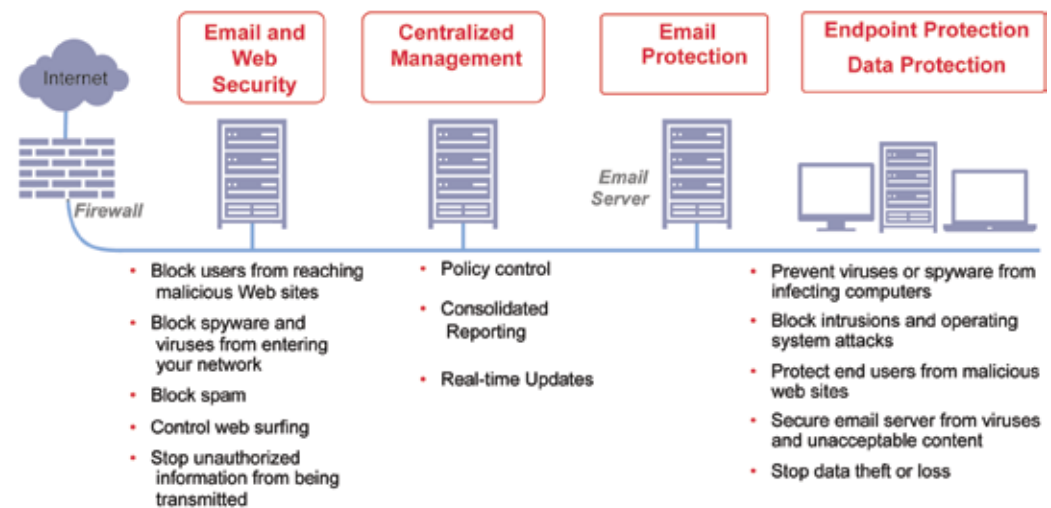 Internet
Firewall
Email and
Web
Security
Centralized
Management
Email
Protection
Endpoint Protection
Data Protection
Email
Server
• Block users from reaching
malicious Web sites
• Block spyware and
viruses from entering
your network
• Block spam
• Control web surfing
• Stop unauthorized
information from being
transmitted
• Policy control
• Consolidated
Reporting
• Real-time Updates
• Prevent viruses or spyware from
infecting computers
• Block intrusions and operating
system attacks
• Protect end users from malicious
web sites
• Secure email server from viruses
and unacceptable content
• Stop data theft or loss